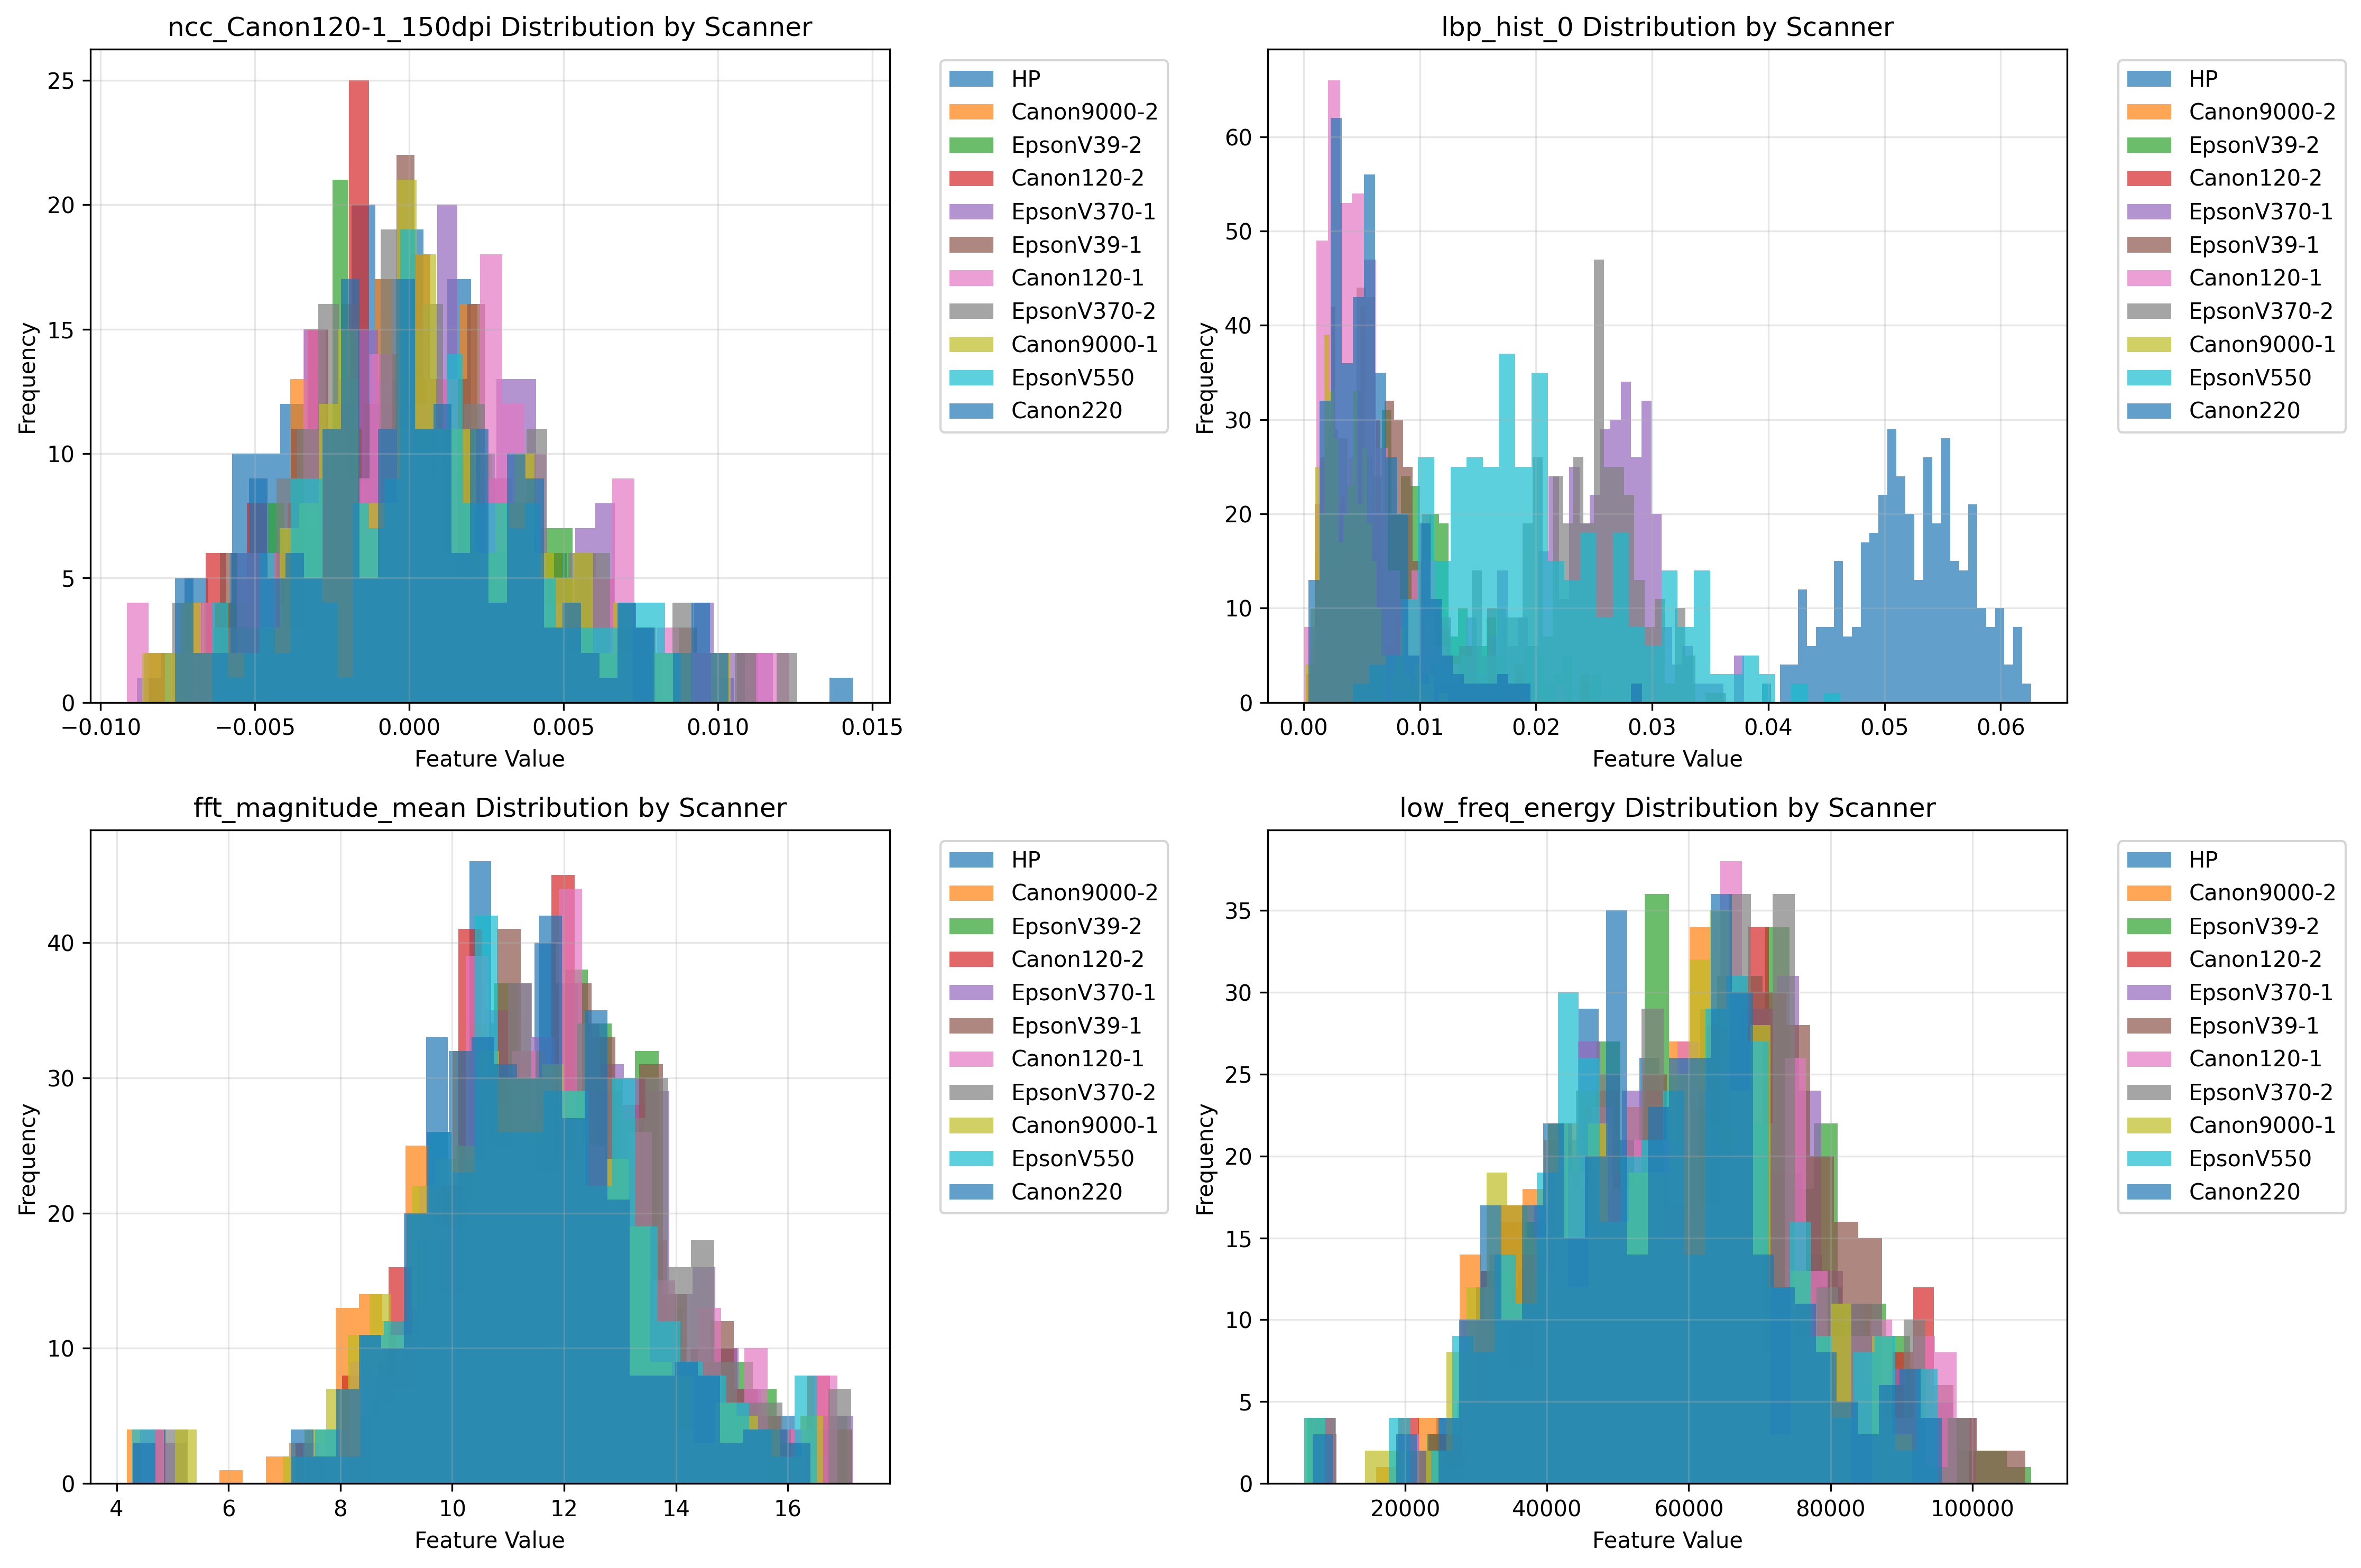 ncc_Canon120-1_150dpi Distribution by Scanner
Frequency
25
20
15
10
5
0
−0.010 −0.005 0.000 0.005 0.010 0.015
Feature Value
HP
Canon9000-2
EpsonV39-2
Canon120-2
EpsonV370-1
EpsonV39-1
Canon120-1
EpsonV370-2
Canon9000-1
EpsonV550
Canon220
lbp_hist_0 Distribution by Scanner
Frequency
60
50
40
30
20
10
0
0.00 0.01 0.02 0.03 0.04 0.05 0.06
Feature Value
HP
Canon9000-2
EpsonV39-2
Canon120-2
EpsonV370-1
EpsonV39-1
Canon120-1
EpsonV370-2
Canon9000-1
EpsonV550
Canon220
fft_magnitude_mean Distribution by Scanner
Frequency
40
30
20
10
0
4 6 8 10 12 14 16
Feature Value
HP
Canon9000-2
EpsonV39-2
Canon120-2
EpsonV370-1
EpsonV39-1
Canon120-1
EpsonV370-2
Canon9000-1
EpsonV550
Canon220
low_freq_energy Distribution by Scanner
Frequency
35
30
25
20
15
10
5
0
20000 40000 60000 80000 100000
Feature Value
HP
Canon9000-2
EpsonV39-2
Canon120-2
EpsonV370-1
EpsonV39-1
Canon120-1
EpsonV370-2
Canon9000-1
EpsonV550
Canon220